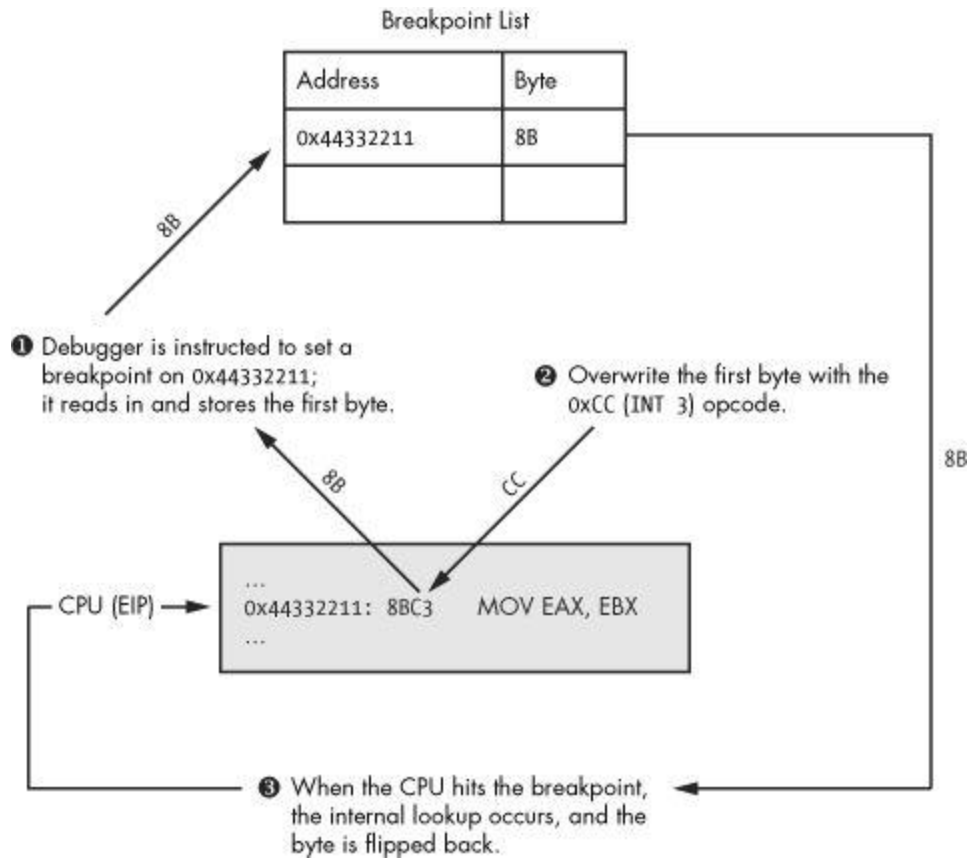 Breakpoint List
Address Byte
0x44332211 8B
8B
❶ Debugger is instructed to set a
breakpoint on 0x44332211;
it reads in and stores the first byte.
❷ Overwrite the first byte with the
0xCC (INT 3) opcode.
8B
8B
CC
...
CPU (EIP)
0x44332211: 8BC3 MOV EAX, EBX
...
❸ When the CPU hits the breakpoint,
the internal lookup occurs, and the
byte is flipped back.